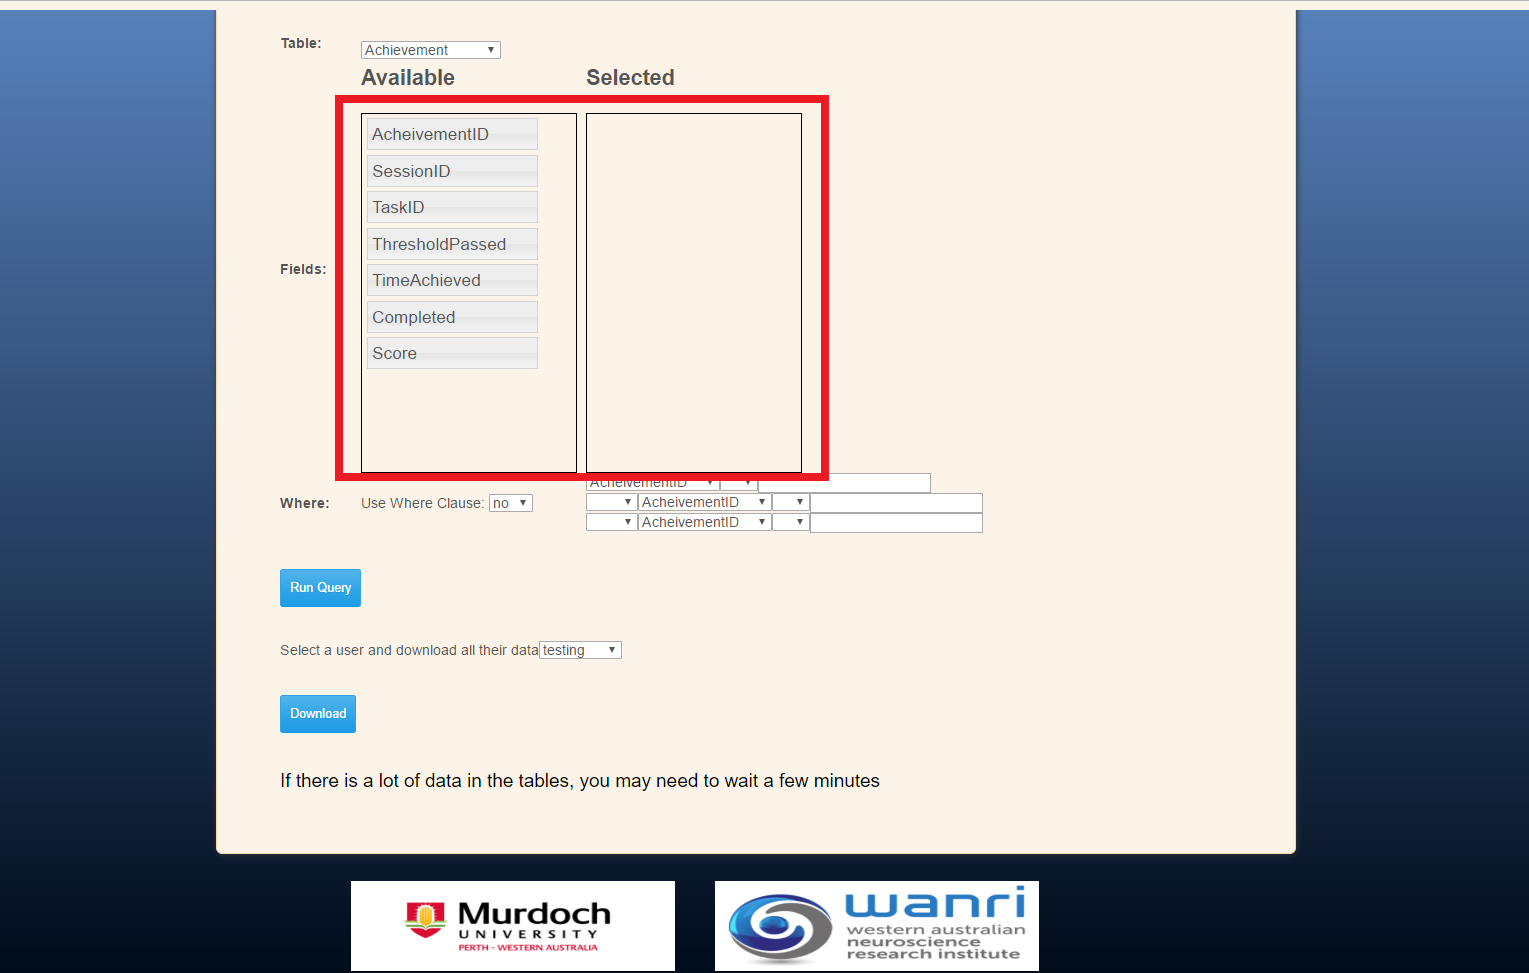 Table:
Achievement
Available Selected
AcheivementID
SessionID
TaskID
ThresholdPassed
Fields:
TimeAchieved
Completed
Score
AcheivementID
Where: Use Where Clause: no
AcheivementID
AcheivementID
Run Query
Select a user and download all their data testing
Download
If there is a lot of data in the tables, you may need to wait a few minutes
Murdoch
UNIVERSITY
PERTH - WESTERN AUSTRALIA
wanri
western australian
neuroscience
research institute